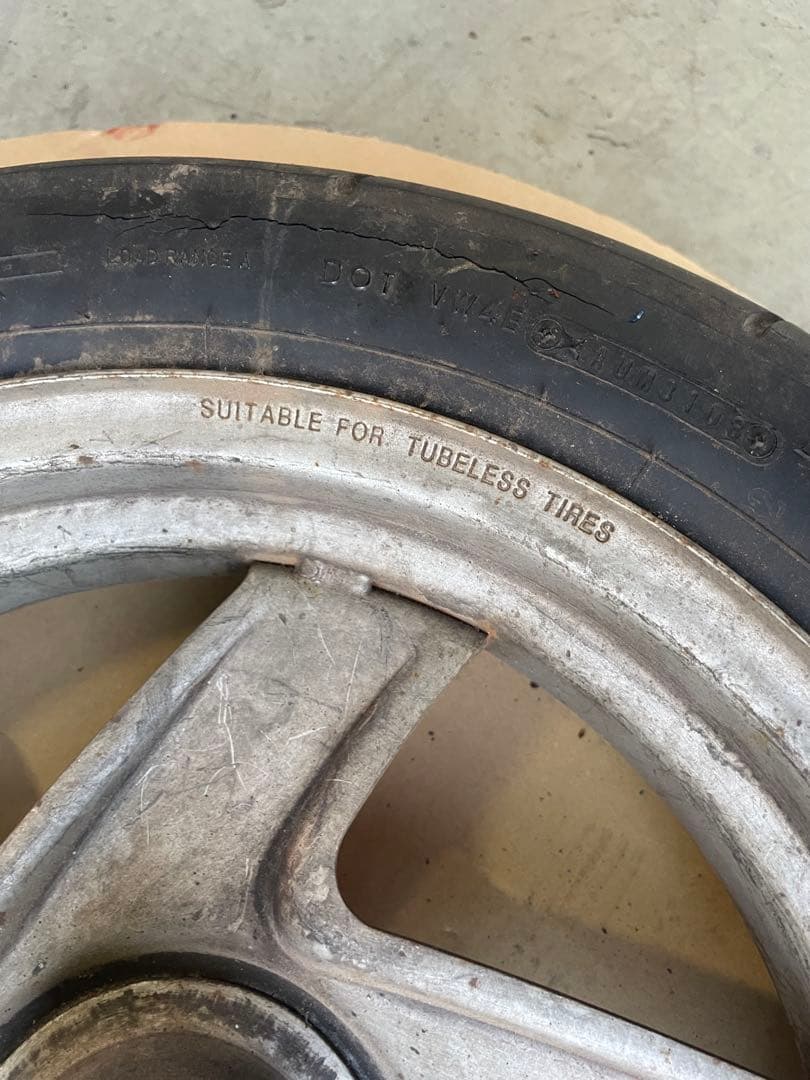 LOAD RANGE A
DOT VW4E
SUITABLE FOR TUBELESS TIRES